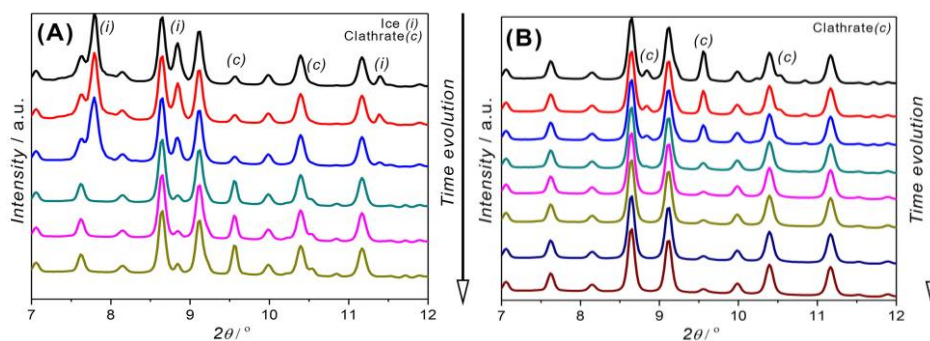 (A)
Ice (i)
Clathrate(c)
(i)
(i)
(c)
(c)
(i)
Intensity / a.u.
7
8
9
10
11
12
2θ / °
Time evolution
(B)
Clathrate(c)
(c)
(c)
(c)
Intensity / a.u.
7
8
9
10
11
12
2θ / °
Time evolution